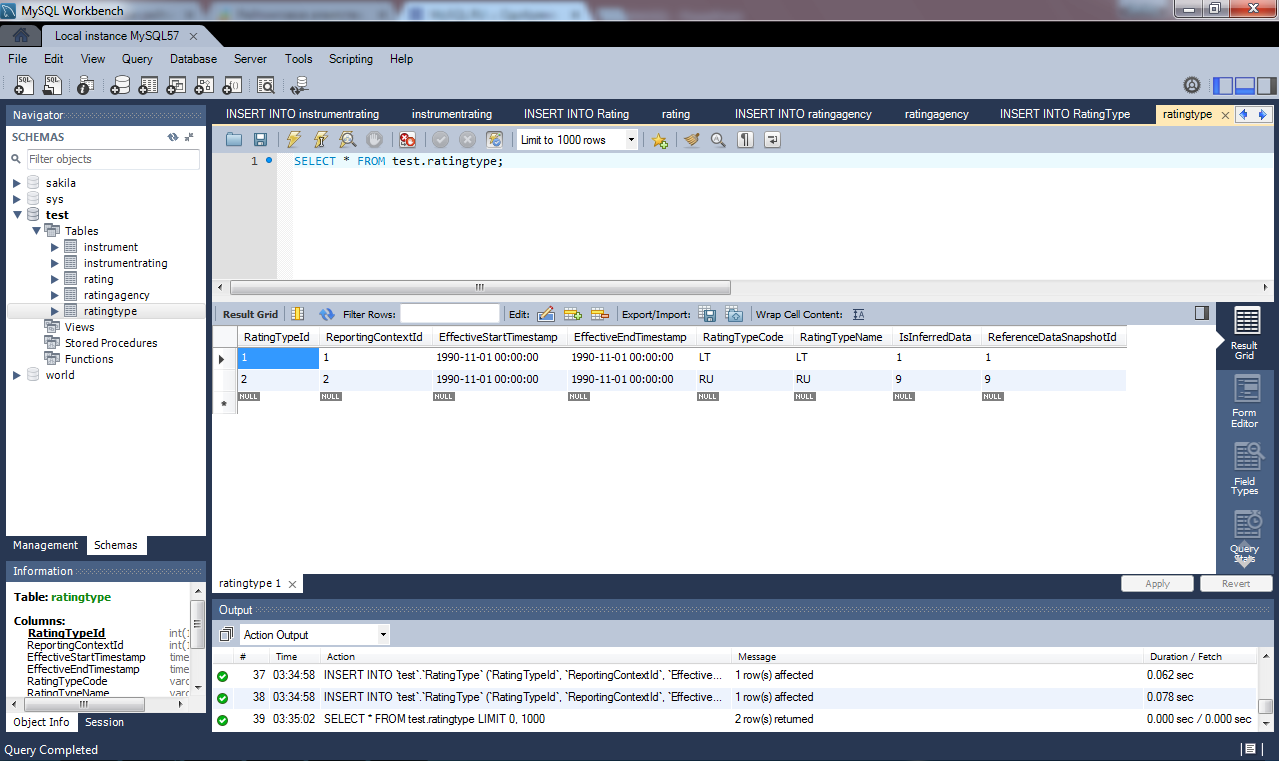 MySQL Workbench
Local instance MySQL57
File Edit View Query Database Server Tools Scripting Help
Navigator
SCHEMAS
Filter objects
sakila
sys
test
Tables
instrument
instrumentrating
rating
ratingagency
ratingtype
Views
Stored Procedures
Functions
world
Management Schemas
Information
Table: ratingtype
Columns:
RatingTypeId int(1
ReportingContextId int(1
EffectiveStartTimestamp time
EffectiveEndTimestamp time
RatingTypeCode varc
RatingTypeName varc
Object Info Session
INSERT INTO instrumentrating instrumentrating INSERT INTO Rating rating INSERT INTO ratingagency ratingagency INSERT INTO RatingType ratingtype
Limit to 1000 rows
1 SELECT * FROM test.ratingtype;
Result Grid Filter Rows: Edit: Export/Import: Wrap Cell Content:
RatingTypeId ReportingContextId EffectiveStartTimestamp EffectiveEndTimestamp RatingTypeCode RatingTypeName IsInferredData ReferenceDataSnapshotId
1 1 1990-11-01 00:00:00 1990-11-01 00:00:00 LT LT 1 1
2 2 1990-11-01 00:00:00 1990-11-01 00:00:00 RU RU 9 9
NULL NULL NULL NULL NULL NULL NULL NULL
Result Grid
Form Editor
Field Types
Query Stats
ratingtype 1
Apply Revert
Output
Action Output
# Time Action Message Duration / Fetch
37 03:34:58 INSERT INTO `test`.`RatingType` (`RatingTypeId`, `ReportingContextId`, `Effective... 1 row(s) affected 0.062 sec
38 03:34:58 INSERT INTO `test`.`RatingType` (`RatingTypeId`, `ReportingContextId`, `Effective... 1 row(s) affected 0.078 sec
39 03:35:02 SELECT * FROM test.ratingtype LIMIT 0, 1000 2 row(s) returned 0.000 sec / 0.000 sec
Query Completed